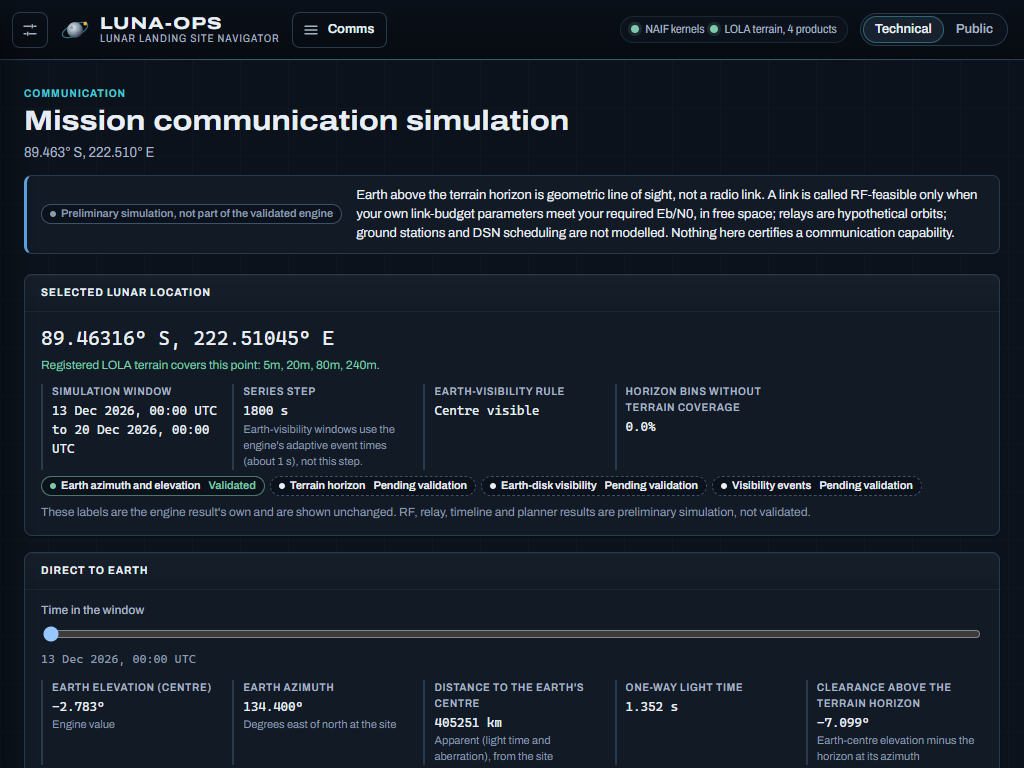 LUNA-OPS
LUNAR LANDING SITE NAVIGATOR
Comms
NAIF kernels
LOLA terrain, 4 products
Technical
Public
COMMUNICATION
Mission communication simulation
89.463° S, 222.510° E
Preliminary simulation, not part of the validated engine
Earth above the terrain horizon is geometric line of sight, not a radio link. A link is called RF-feasible only when
your own link-budget parameters meet your required Eb/N0, in free space; relays are hypothetical orbits;
ground stations and DSN scheduling are not modelled. Nothing here certifies a communication capability.
SELECTED LUNAR LOCATION
89.46316° S, 222.51045° E
Registered LOLA terrain covers this point: 5m, 20m, 80m, 240m.
SIMULATION WINDOW
13 Dec 2026, 00:00 UTC
to 20 Dec 2026, 00:00
UTC
SERIES STEP
1800 s
Earth-visibility windows use the
engine's adaptive event times
(about 1 s), not this step.
EARTH-VISIBILITY RULE
Centre visible
HORIZON BINS WITHOUT
TERRAIN COVERAGE
0.0%
Earth azimuth and elevation Validated
Terrain horizon Pending validation
Earth-disk visibility Pending validation
Visibility events Pending validation
These labels are the engine result's own and are shown unchanged. RF, relay, timeline and planner results are preliminary simulation, not validated.
DIRECT TO EARTH
Time in the window
13 Dec 2026, 00:00 UTC
EARTH ELEVATION (CENTRE)
−2.783°
Engine value
EARTH AZIMUTH
134.400°
Degrees east of north at the site
DISTANCE TO THE EARTH'S
CENTRE
405251 km
Apparent (light time and
aberration), from the site
ONE-WAY LIGHT TIME
1.352 s
CLEARANCE ABOVE THE
TERRAIN HORIZON
−7.099°
Earth-centre elevation minus the
horizon at its azimuth